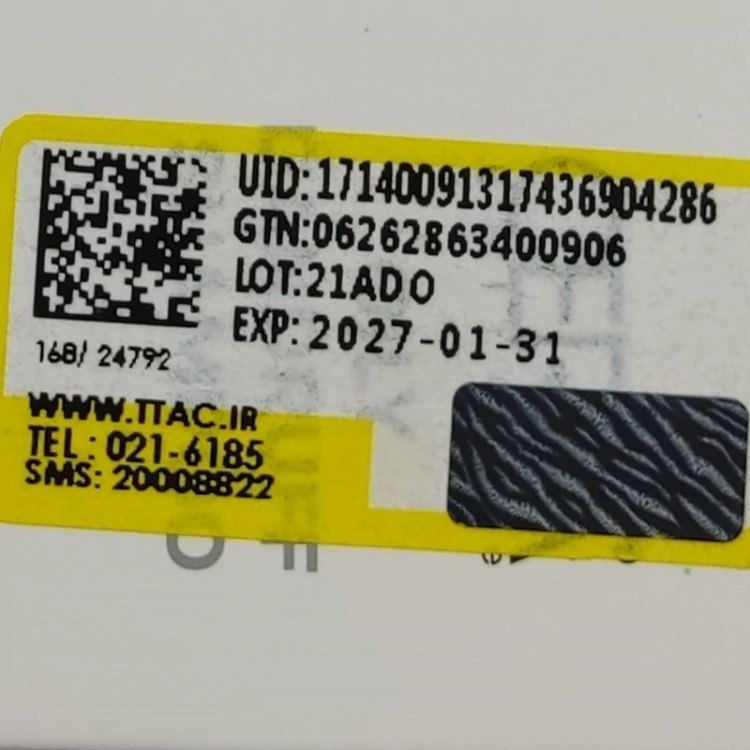 UID:17140091317436904286
GTN:06262863400906
LOT:21ADO
EXP: 2027-01-31
168/ 24792
WWW.TTAC.IR
TEL : 021-6185
SMS: 20008822